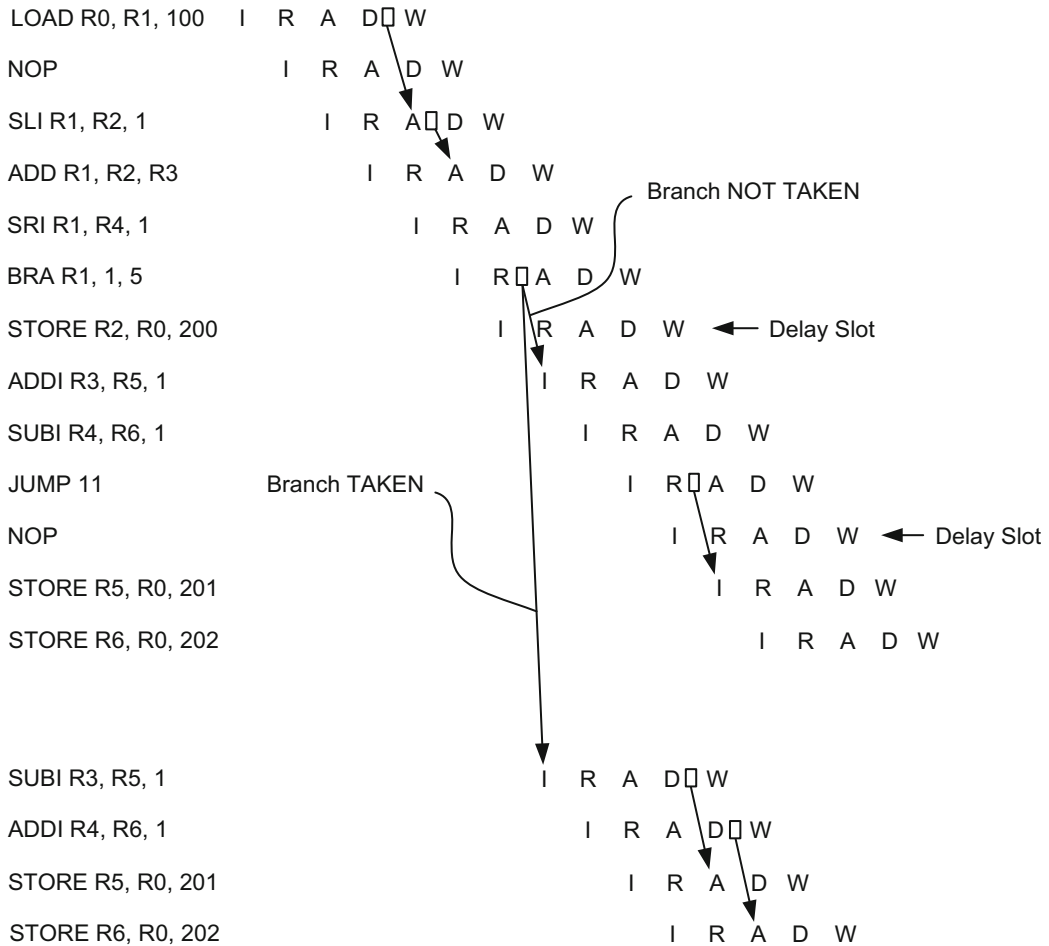 LOAD R0, R1, 100 I R A D W
NOP I R A D W
SLI R1, R2, 1 I R A D W
ADD R1, R2, R3 I R A D W
Branch NOT TAKEN
SRI R1, R4, 1 I R A D W
BRA R1, 1, 5 I R A D W
STORE R2, R0, 200 I R A D W Delay Slot
ADDI R3, R5, 1 I R A D W
SUBI R4, R6, 1 I R A D W
JUMP 11 Branch TAKEN I R A D W
NOP I R A D W Delay Slot
STORE R5, R0, 201 I R A D W
STORE R6, R0, 202 I R A D W
SUBI R3, R5, 1 I R A D W
ADDI R4, R6, 1 I R A D W
STORE R5, R0, 201 I R A D W
STORE R6, R0, 202 I R A D W